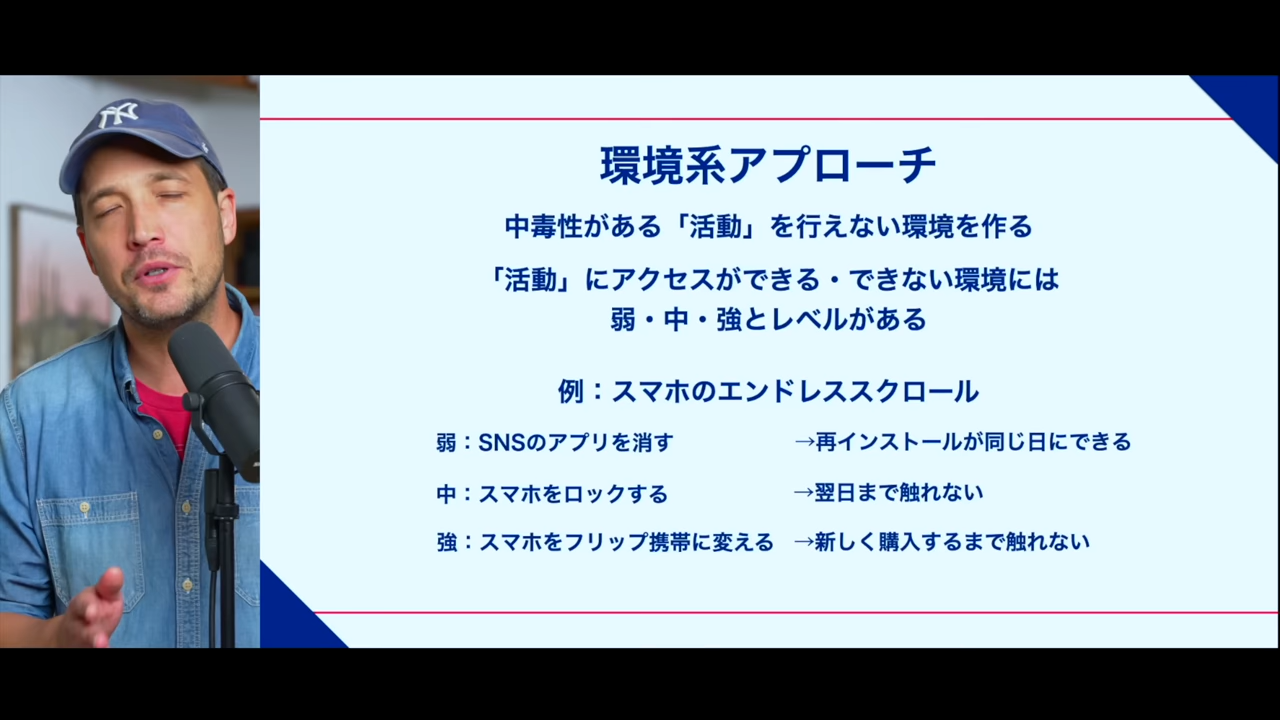 NY
環境系アプローチ
中毒性がある「活動」を行えない環境を作る
「活動」にアクセスができる・できない環境には
弱・中・強とレベルがある
例：スマホのエンドレススクロール
弱：SNSのアプリを消す →再インストールが同じ日にできる
中：スマホをロックする →翌日まで触れない
強：スマホをフリップ携帯に変える →新しく購入するまで触れない